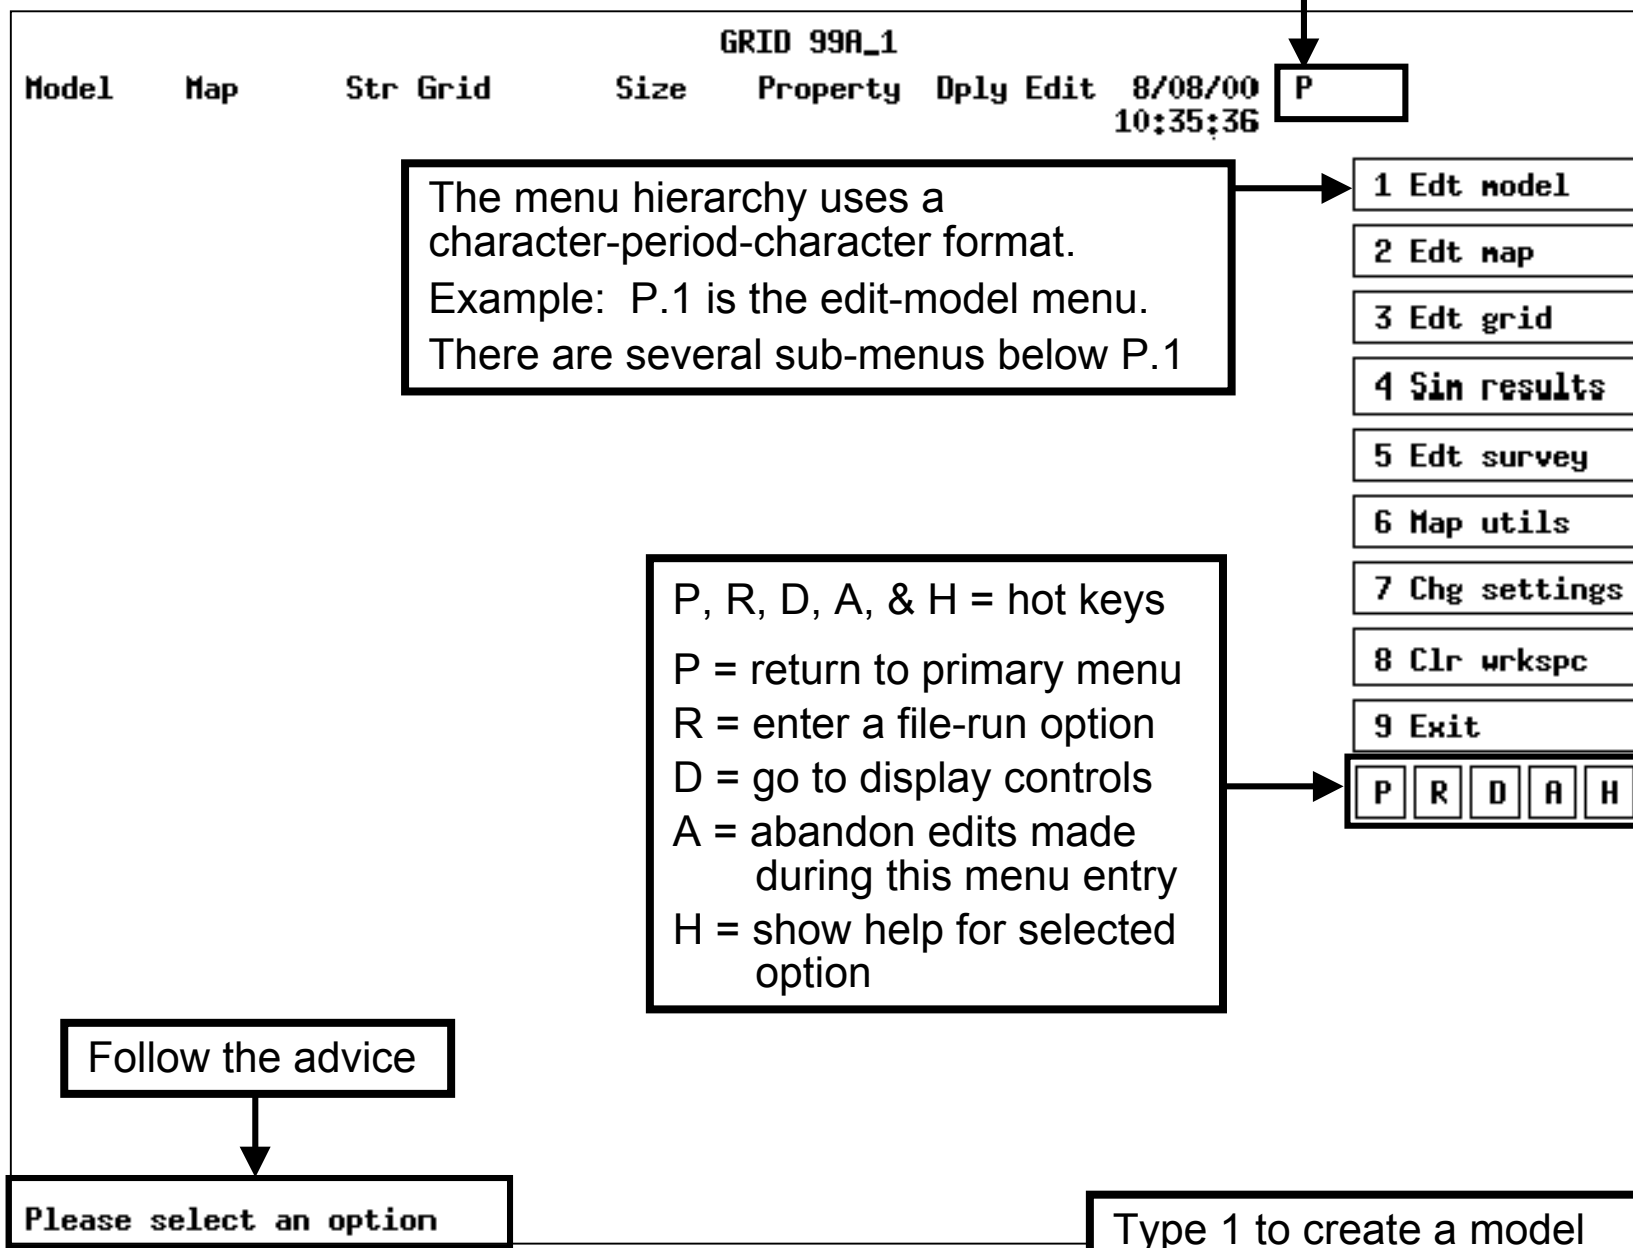 GRID 99A_1
Model Map Str Grid Size Property Dply Edit 8/08/00 P
10:35:36
The menu hierarchy uses a
character-period-character format.
Example: P.1 is the edit-model menu.
There are several sub-menus below P.1
1 Edt model
2 Edt map
3 Edt grid
4 Sim results
5 Edt survey
6 Map utils
7 Chg settings
8 Clr wrkspc
9 Exit
P R D A H
P, R, D, A, & H = hot keys
P = return to primary menu
R = enter a file-run option
D = go to display controls
A = abandon edits made
during this menu entry
H = show help for selected
option
Follow the advice
Please select an option
Type 1 to create a model